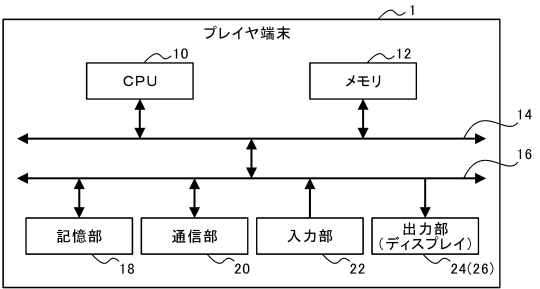 1
プレイヤ端末
10
12
CPU
メモリ
14
16
記憶部
通信部
入力部
出力部
(ディスプレイ)
18
20
22
24(26)